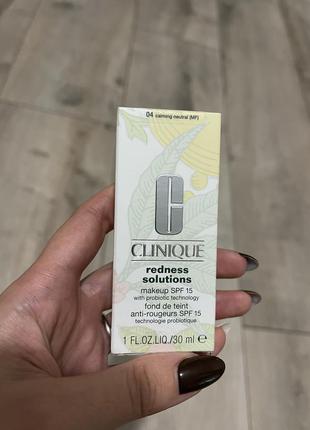 04 calming neutral (MF)
C
CLINIQUE
redness
solutions
makeup SPF 15
with probiotic technology
fond de teint
anti-rougeurs SPF 15
technologie probiotique
1 FL.OZ.LIQ./30 ml ℮